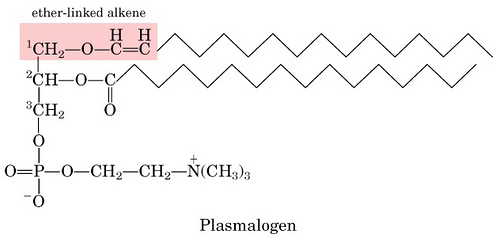 ether-linked alkene
H H
¹CH₂—O—C=C
²CH—O—C
³CH₂ O
O
O=P—O—CH₂—CH₂—N⁺(CH₃)₃
⁻O
Plasmalogen